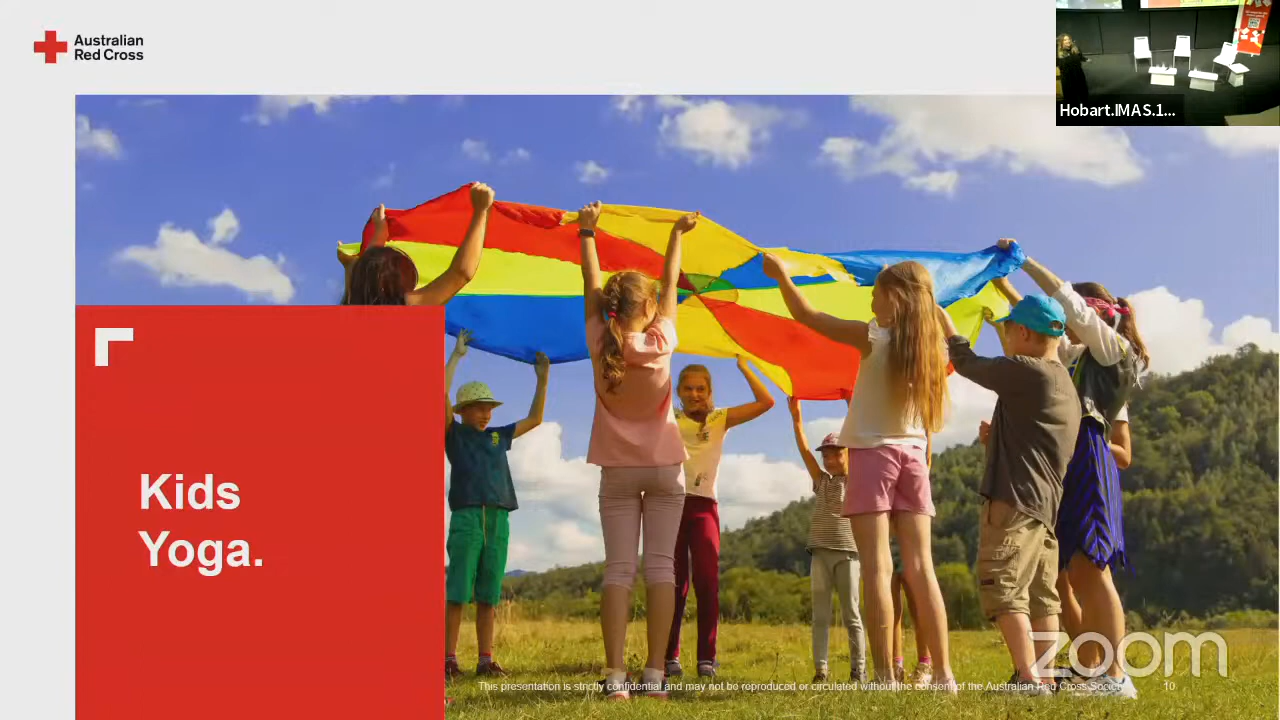 Australian
Red Cross
Hobart.IMAS.1...
Kids
Yoga.
This presentation is strictly confidential and may not be reproduced or circulated without the consent of the Australian Red Cross Society
10
zoom